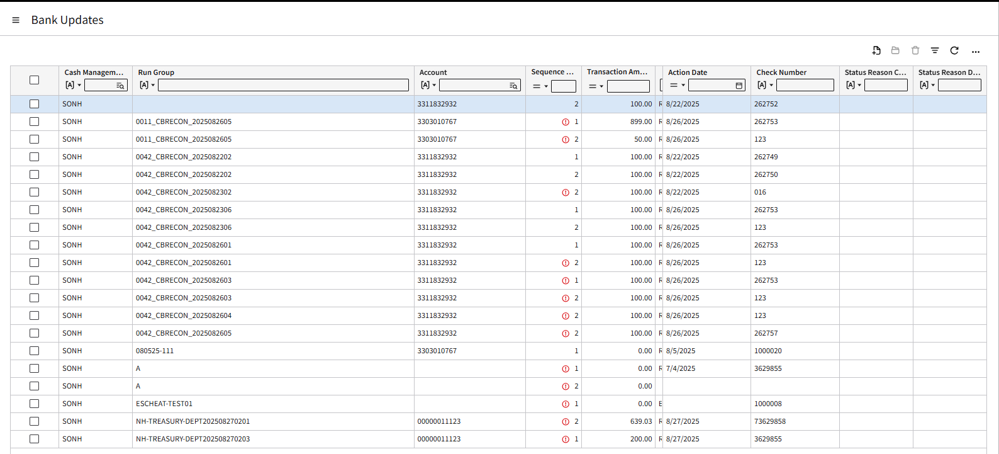 Bank Updates
Cash Managem... Run Group Account Sequence ... Transaction Am... Action Date Check Number Status Reason C... Status Reason D...
SONH 3311832932 2 100.00 R 8/22/2025 262752
SONH 0011_CBRECON_2025082605 3303010767 1 899.00 R 8/26/2025 262753
SONH 0011_CBRECON_2025082605 3303010767 2 50.00 R 8/26/2025 123
SONH 0042_CBRECON_2025082202 3311832932 1 100.00 R 8/22/2025 262749
SONH 0042_CBRECON_2025082202 3311832932 2 100.00 R 8/22/2025 262750
SONH 0042_CBRECON_2025082302 3311832932 2 100.00 R 8/22/2025 016
SONH 0042_CBRECON_2025082306 3311832932 1 100.00 R 8/26/2025 262753
SONH 0042_CBRECON_2025082306 3311832932 2 100.00 R 8/26/2025 123
SONH 0042_CBRECON_2025082601 3311832932 1 100.00 R 8/26/2025 262753
SONH 0042_CBRECON_2025082601 3311832932 2 100.00 R 8/26/2025 123
SONH 0042_CBRECON_2025082603 3311832932 1 100.00 R 8/26/2025 262753
SONH 0042_CBRECON_2025082603 3311832932 2 100.00 R 8/26/2025 123
SONH 0042_CBRECON_2025082604 3311832932 2 100.00 R 8/26/2025 123
SONH 0042_CBRECON_2025082605 3311832932 2 100.00 R 8/26/2025 262757
SONH 080525-111 3303010767 1 0.00 R 8/5/2025 1000020
SONH A 1 0.00 R 7/4/2025 3629855
SONH A 2 0.00
SONH ESCHEAT-TEST01 1 0.00 E 1000008
SONH NH-TREASURY-DEPT202508270201 00000011123 2 639.03 R 8/27/2025 73629858
SONH NH-TREASURY-DEPT202508270203 00000011123 1 200.00 R 8/27/2025 3629855